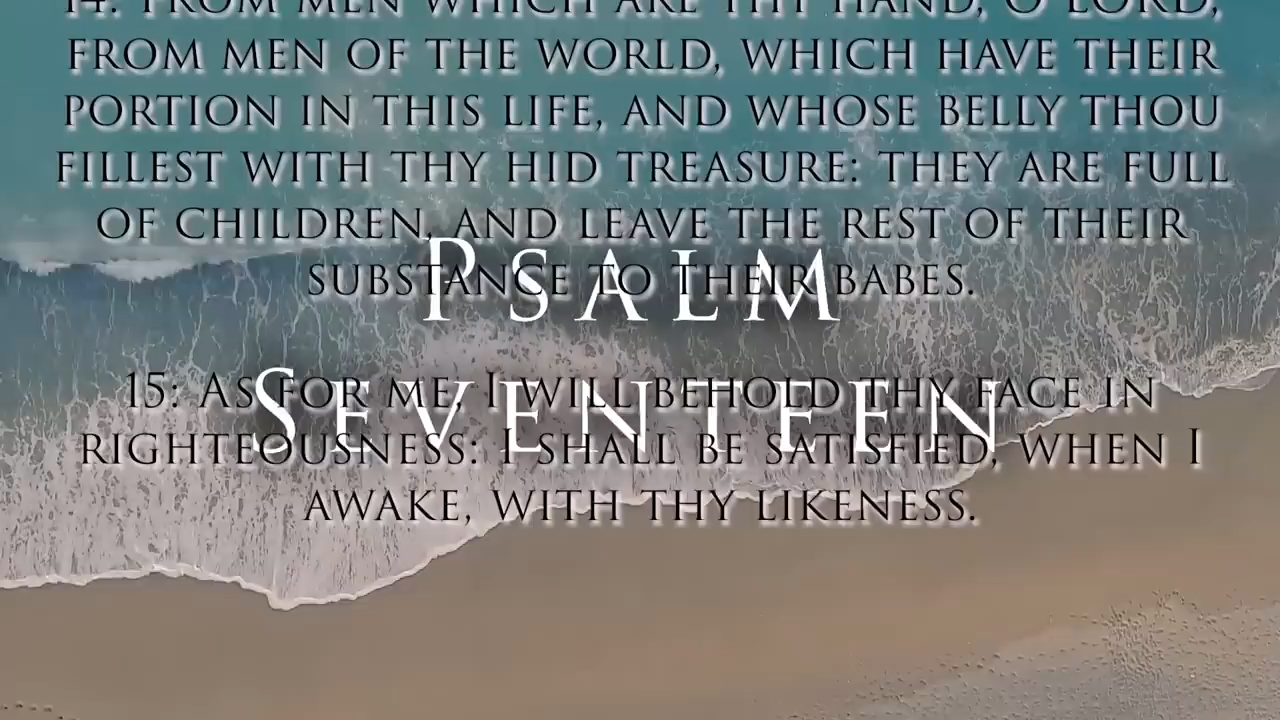 14: From men which are thy hand, O Lord,
from men of the world, which have their
portion in this life, and whose belly thou
fillest with thy hid treasure: they are full
of children, and leave the rest of their
substance to their babes.
Psalm
Seventeen
15: As for me, I will behold thy face in
righteousness: I shall be satisfied, when I
awake, with thy likeness.